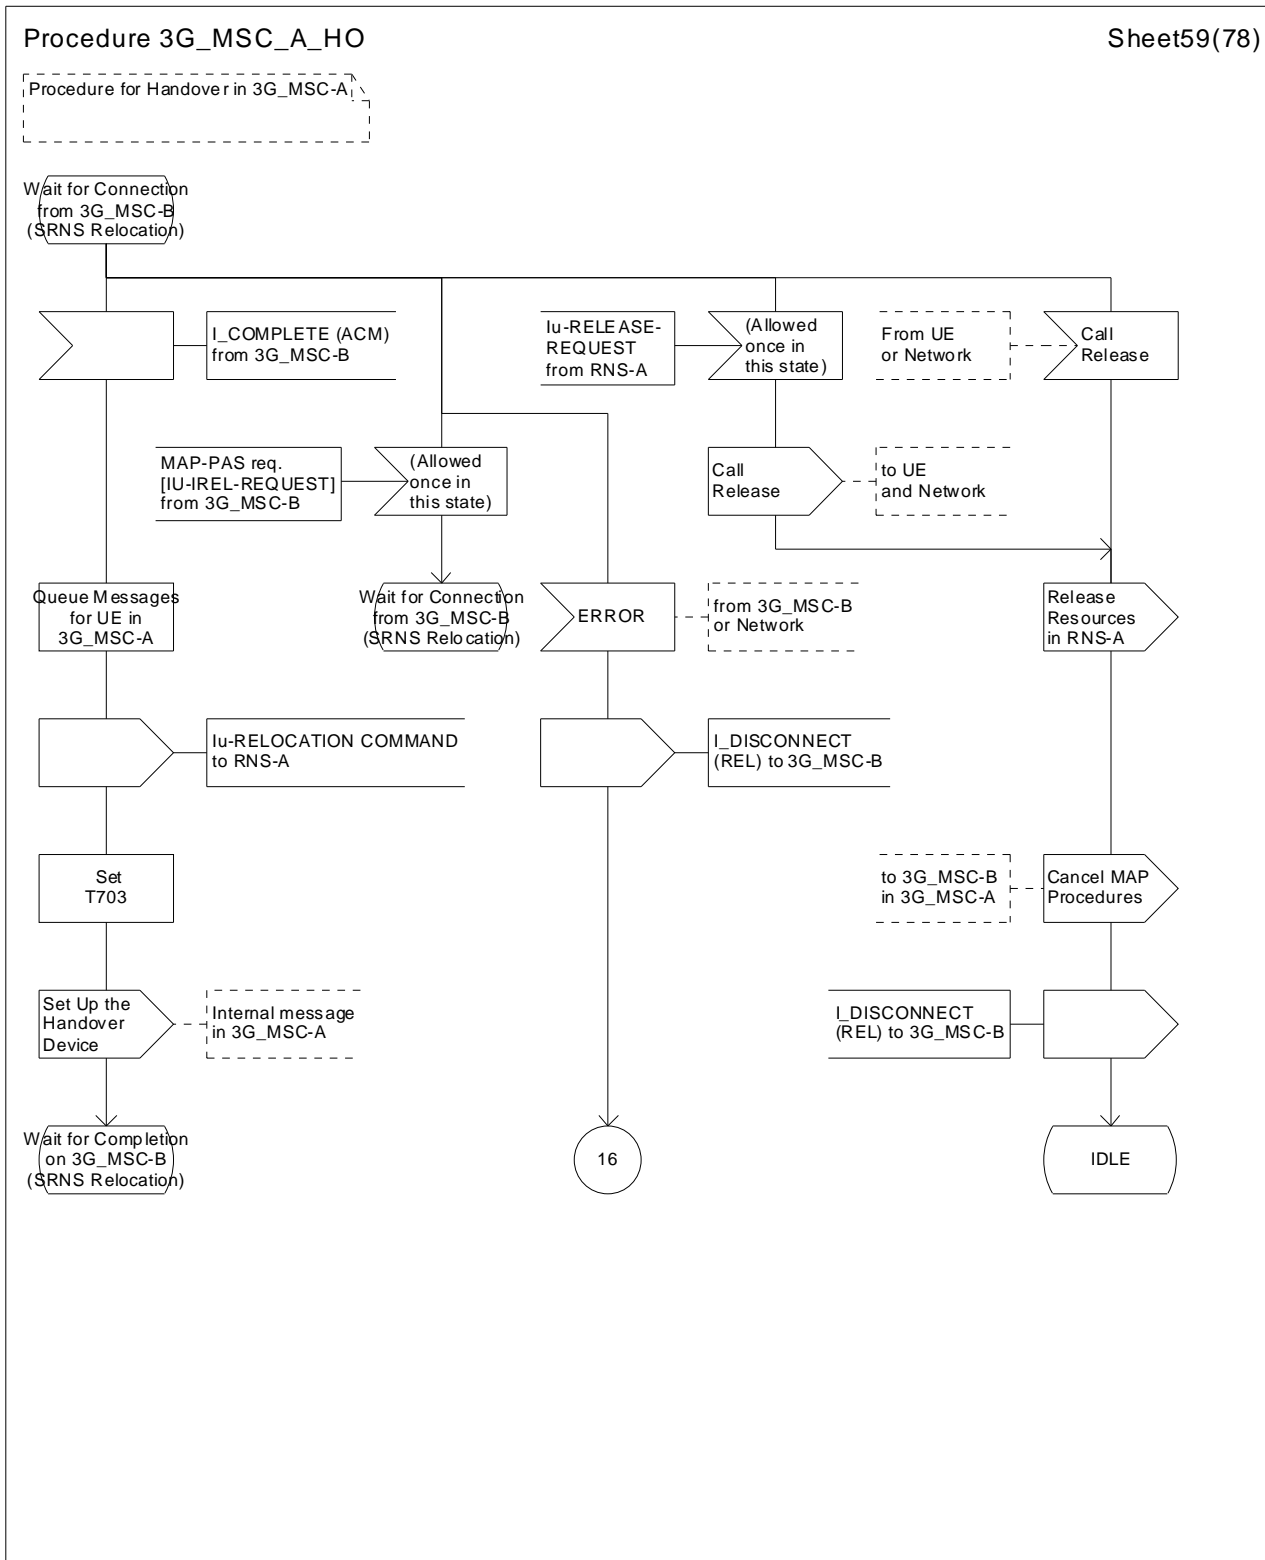 Procedure 3G_MSC_A_HO
Sheet59(78)
Procedure for Handover in 3G_MSC-A
Wait for Connection
from 3G_MSC-B
(SRNS Relocation)
I_COMPLETE (ACM)
from 3G_MSC-B
Iu-RELEASE-
REQUEST
from RNS-A
(Allowed
once in
this state)
From UE
or Network
Call
Release
MAP-PAS req.
[IU-IREL-REQUEST]
from 3G_MSC-B
(Allowed
once in
this state)
Call
Release
to UE
and Network
Queue Messages
for UE in
3G_MSC-A
Wait for Connection
from 3G_MSC-B
(SRNS Relocation)
ERROR
from 3G_MSC-B
or Network
Release
Resources
in RNS-A
Iu-RELOCATION COMMAND
to RNS-A
I_DISCONNECT
(REL) to 3G_MSC-B
Set
T703
to 3G_MSC-B
in 3G_MSC-A
Cancel MAP
Procedures
Set Up the
Handover
Device
Internal message
in 3G_MSC-A
I_DISCONNECT
(REL) to 3G_MSC-B
Wait for Completion
on 3G_MSC-B
(SRNS Relocation)
16
IDLE